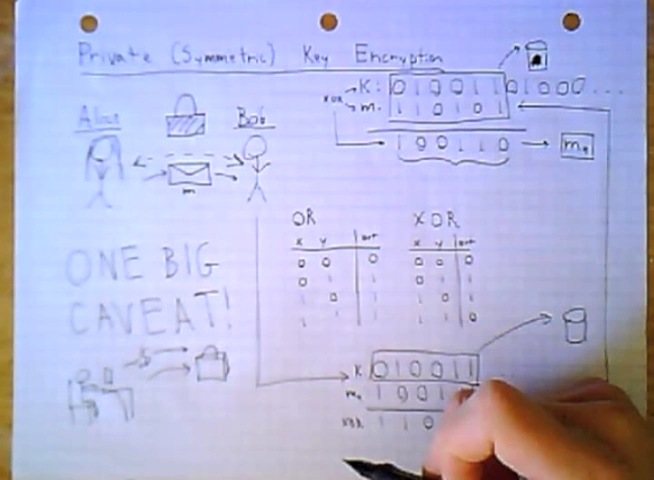 Private (Symmetric) Key Encryption
K: 0 1 0 0 1 1 0 1 0 0 0 ...
XOR
m: 1 1 0 1 0 1
1 0 0 1 1 0
Alice
Bob
m
OR
x y out
0 0 0
0 1 1
1 0 1
1 1 1
XOR
x y out
0 0 0
0 1 1
1 0 1
1 1 0
ONE BIG
CAVEAT!
K 0 1 0 0 1 1
1 0 0 1
XOR 1 1 0